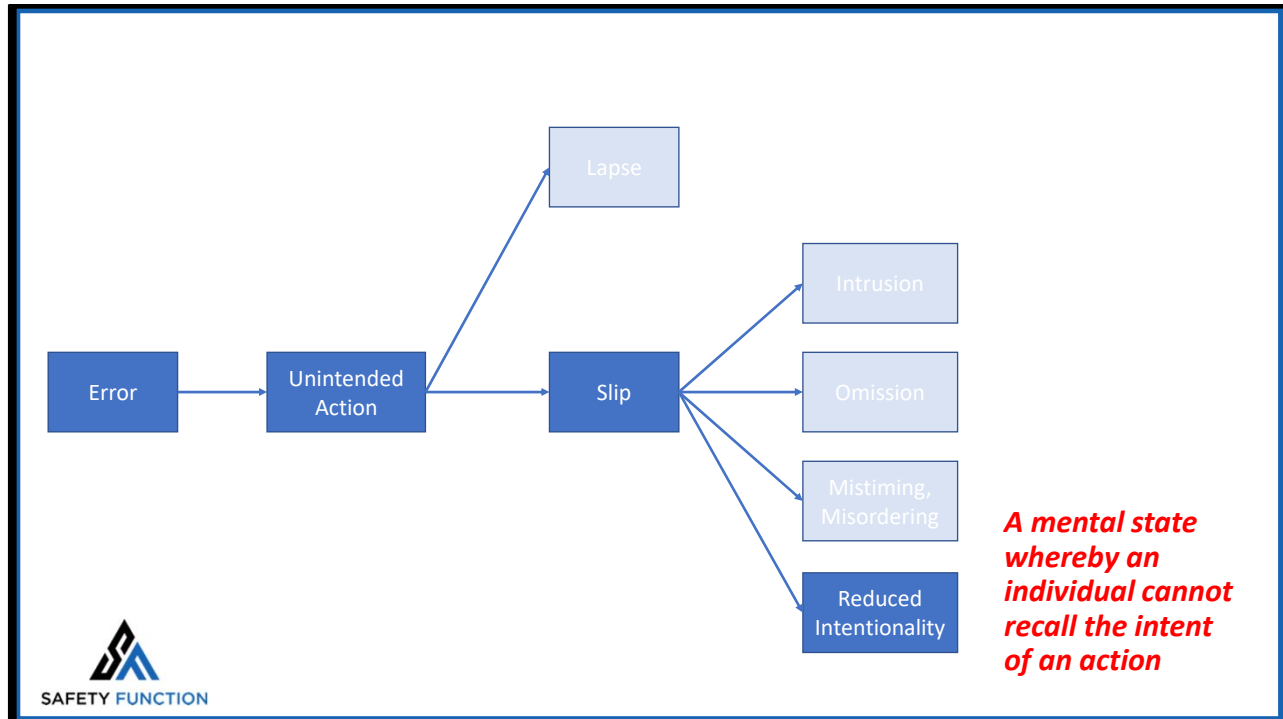 Lapse
Intrusion
Error
Unintended
Action
Slip
Omission
Mistiming,
Misordering
Reduced
Intentionality
A mental state
whereby an
individual cannot
recall the intent
of an action
SAFETY FUNCTION